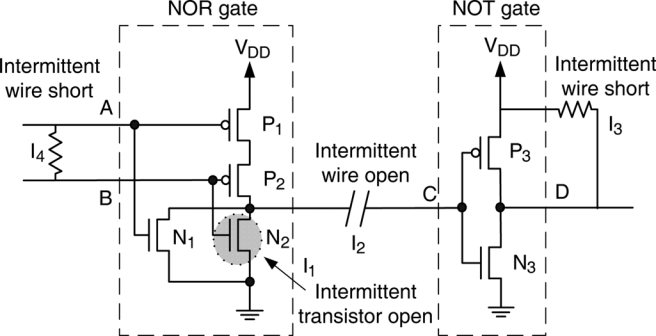 NOR gate
NOT gate
VDD
VDD
Intermittent
wire short
Intermittent
wire short
A
P1
I3
I4
P3
P2
Intermittent
wire open
B
C
D
N1
N2
I2
I1
N3
Intermittent
transistor open